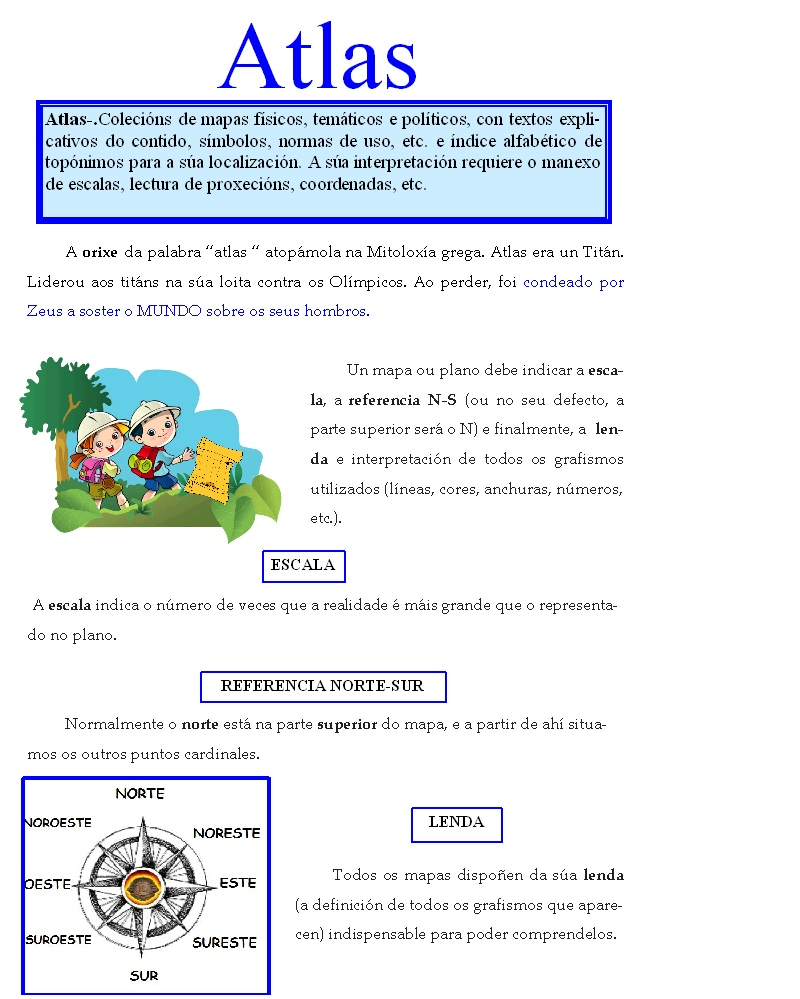 Atlas
Atlas-.Colecións de mapas físicos, temáticos e políticos, con textos expli-
cativos do contido, símbolos, normas de uso, etc. e índice alfabético de
topónimos para a súa localización. A súa interpretación requiere o manexo
de escalas, lectura de proxecións, coordenadas, etc.
A orixe da palabra “atlas “ atopámola na Mitoloxía grega. Atlas era un Titán.
Liderou aos titáns na súa loita contra os Olímpicos. Ao perder, foi condeado por
Zeus a soster o MUNDO sobre os seus hombros.
Un mapa ou plano debe indicar a esca-
la, a referencia N-S (ou no seu defecto, a
parte superior será o N) e finalmente, a len-
da e interpretación de todos os grafismos
utilizados (líneas, cores, anchuras, números,
etc.).
ESCALA
A escala indica o número de veces que a realidade é máis grande que o representa-
do no plano.
REFERENCIA NORTE-SUR
Normalmente o norte está na parte superior do mapa, e a partir de ahí situa-
mos os outros puntos cardinales.
NORTE
NOROESTE
NORESTE
OESTE
ESTE
SUROESTE
SURESTE
SUR
LENDA
Todos os mapas dispoñen da súa lenda
(a definición de todos os grafismos que apare-
cen) indispensable para poder comprendelos.